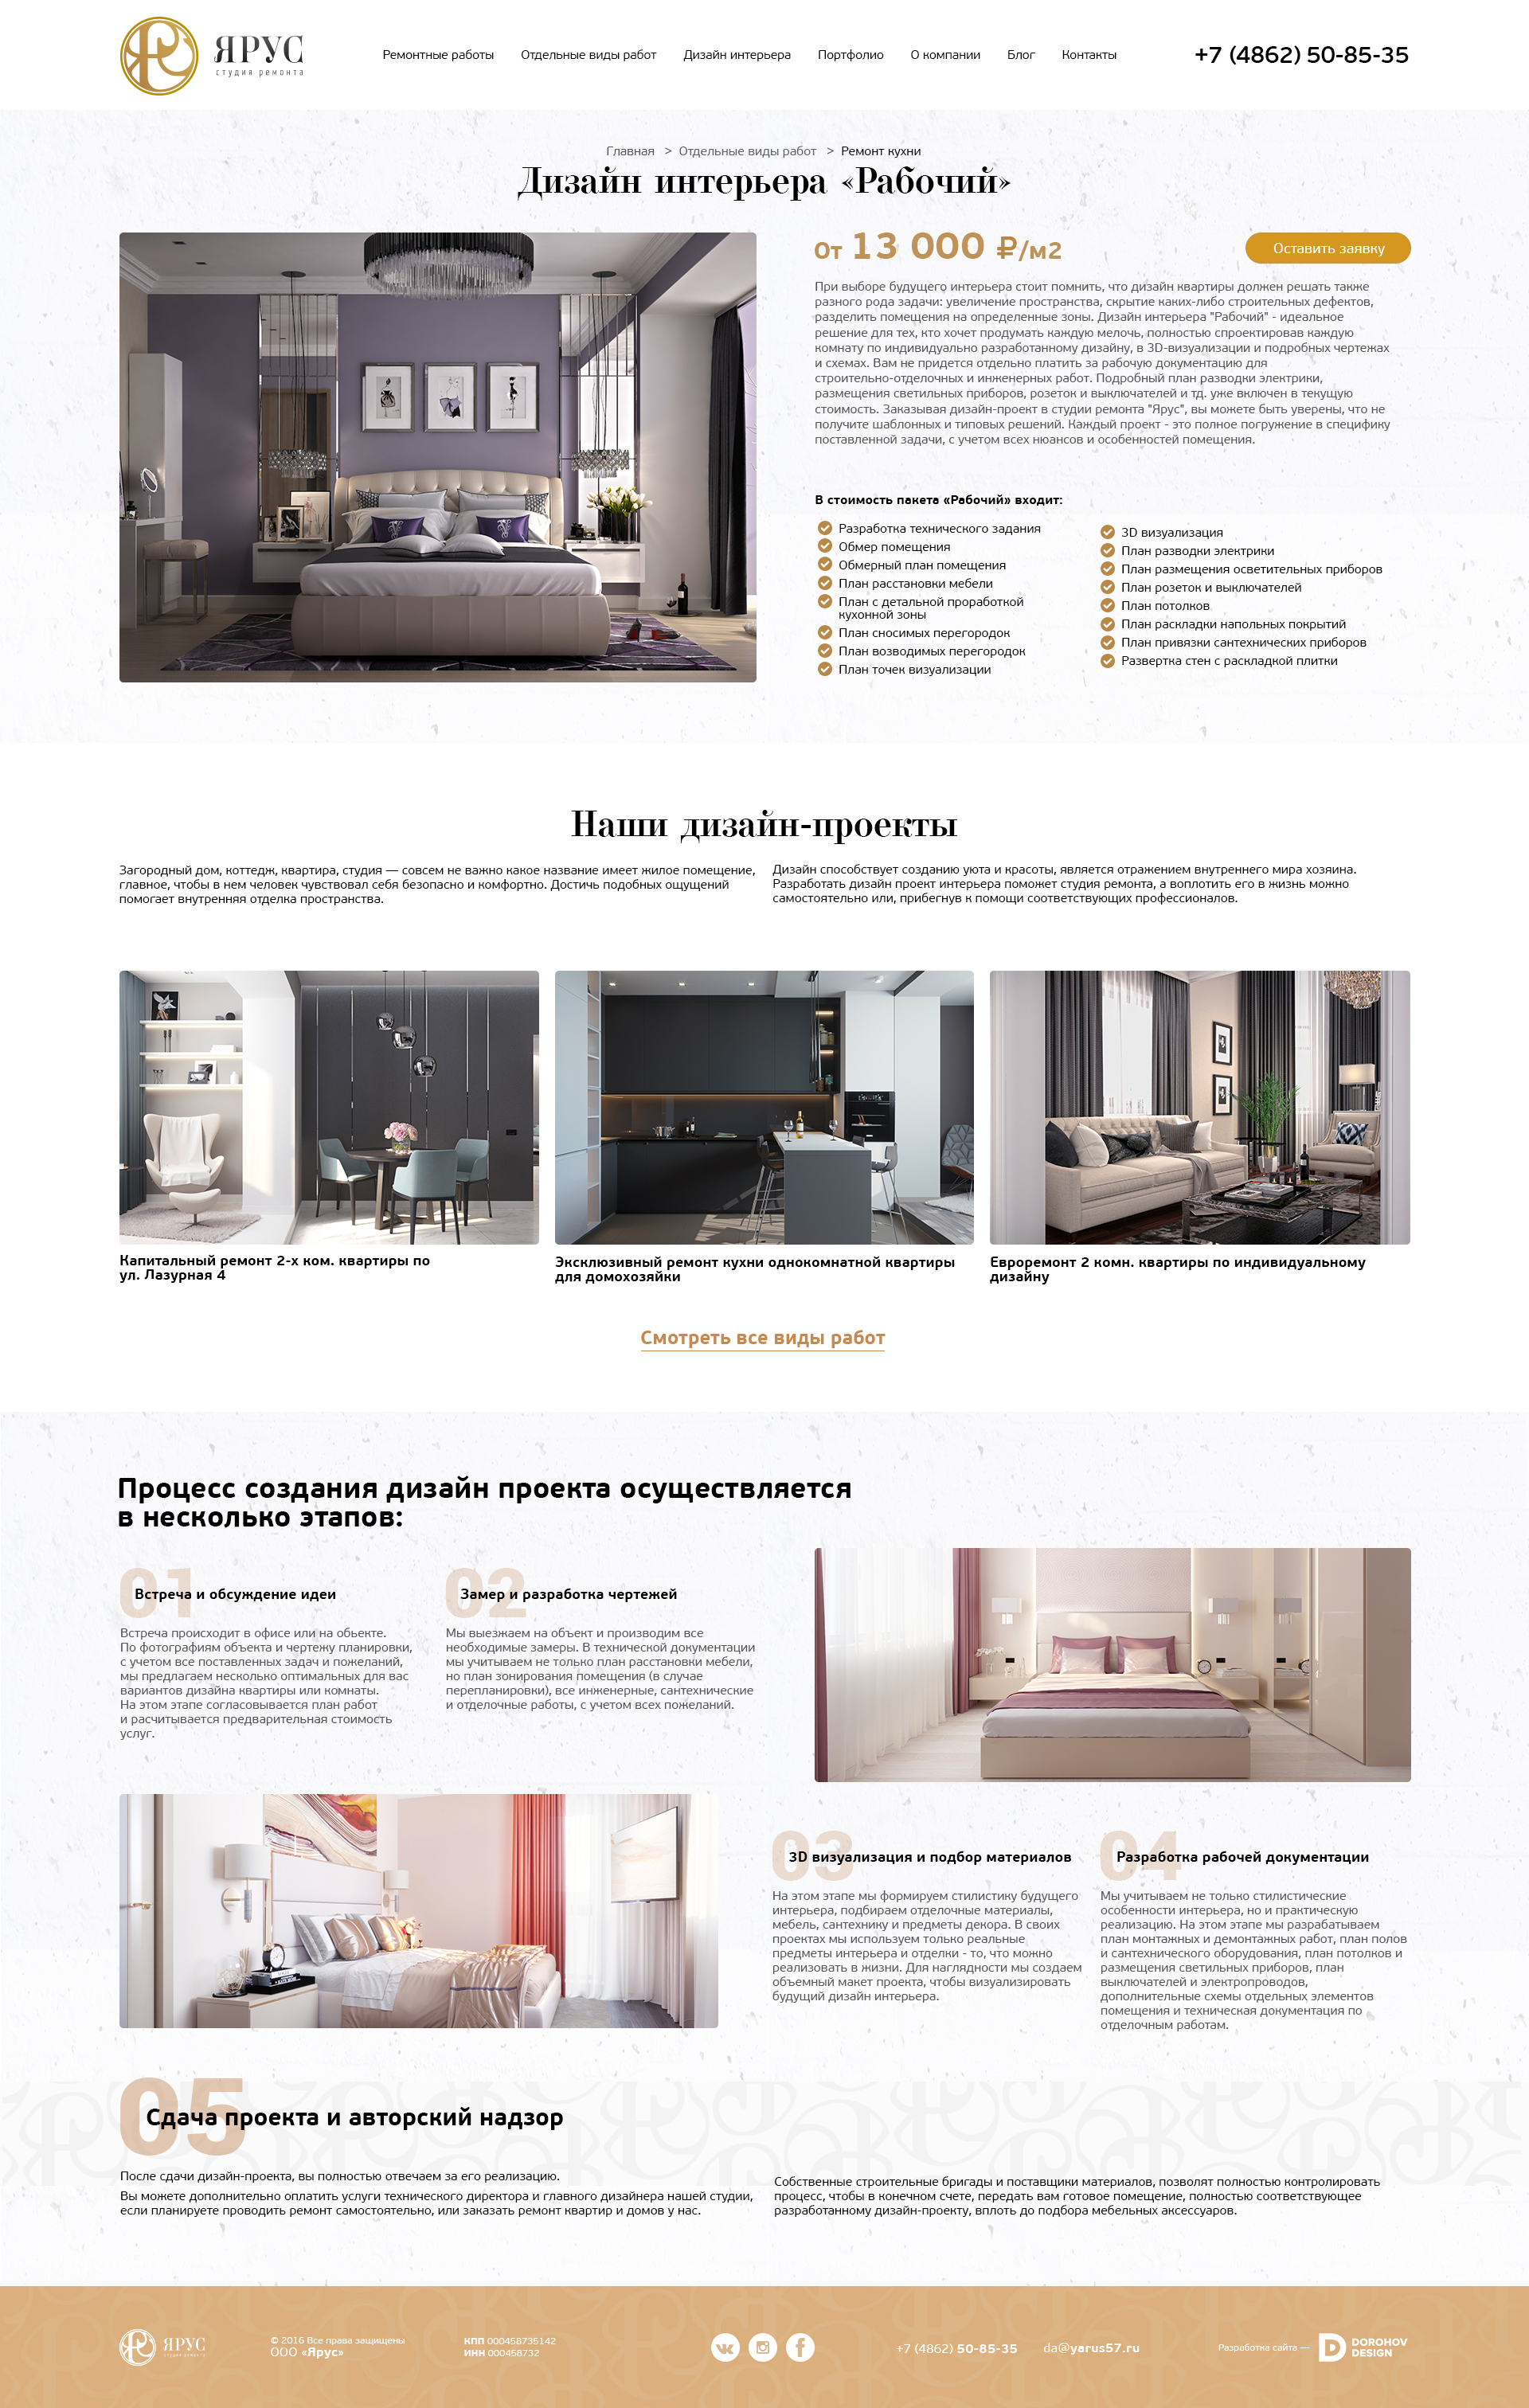 ЯРУС
студия ремонта
Ремонтные работы Отдельные виды работ Дизайн интерьера Портфолио О компании Блог Контакты
+7 (4862) 50-85-35
Главная > Отдельные виды работ > Ремонт кухни
Дизайн интерьера «Рабочий»
От 13 000 ₽/м2
Оставить заявку
При выборе будущего интерьера стоит помнить, что дизайн квартиры должен рещать также
разного рода задачи: увеличение пространства, скрытие каких-либо строительных дефектов,
разделить помещения на определенные зоны. Дизайн интерьера "Рабочий" - идеальное
решение для тех, кто хочет продумать каждую мелочь, полностью спроектировав каждую
комнату по индивидуально разработанному дизайну, в 3D-визуализации и подробных чертежах
и схемах. Вам не придется отдельно платить за рабочую документацию для
строительно-отделочных и инженерных работ. Подробный план разводки электрики,
размещения светильных приборов, розеток и выключателей и тд. уже включен в текущую
стоимость. Заказывая дизайн-проект в студии ремонта "Ярус", вы можете быть уверены, что не
получите шаблонных и типовых решений. Каждый проект - это полное погружение в специфику
поставленной задачи, с учетом всех нюансов и особенностей помещения.
В стоимость пакета «Рабочий» входит:
Разработка технического задания
Обмер помещения
Обмерный план помещения
План расстановки мебели
План с детальной проработкой
кухоной зоны
План сносимых перегородок
План возводимых перегородок
План точек визуализации
3D визуализация
План разводки электрики
План размещения осветительных приборов
План розеток и выключателей
План потолков
План раскладки напольных покрытий
План привязки сантехнических приборов
Развертка стен с раскладкой плитки
Наши дизайн-проекты
Загородный дом, коттедж, квартира, студия — совсем не важно какое название имеет жилое помещение,
главное, чтобы в нем человек чувствовал себя безопасно и комфортно. Достичь подобных ощущений
помогает внутренняя отделка пространства.
Дизайн способствует созданию уюта и красоты, является отражением внутреннего мира хозяина.
Разработать дизайн проект интерьера поможет студия ремонта, а воплотить его в жизнь можно
самостоятельно или, прибегнув к помощи соответствующих профессионалов.
Капитальный ремонт 2-х ком. квартиры по
ул. Лазурная 4
Эксклюзивный ремонт кухни однокомнатной квартиры
для домохозяйки
Евроремонт 2 комн. квартиры по индивидуальному
дизайну
Смотреть все виды работ
Процесс создания дизайн проекта осуществляется
в несколько этапов:
01
Встреча и обсуждение идеи
Встреча происходит в офисе или на обьекте.
По фотографиям объекта и чертежу планировки,
с учетом все поставленных задач и пожеланий,
мы предлагаем несколько оптимальных для вас
вариантов дизайна квартиры или комнаты.
На этом этапе согласовывается план работ
и расчитывается предварительная стоимость
услуг.
02
Замер и разработка чертежей
Мы выезжаем на объект и производим все
необходимые замеры. В технической документации
мы учитываем не только план расстановки мебели,
но план зонирования помещения (в случае
перепланировки), все инженерные, сантехнические
и отделочные работы, с учетом всех пожеланий.
03
3D визуализация и подбор материалов
На этом этапе мы формируем стилистику будущего
интерьера, подбираем отделочные материалы,
мебель, сантехнику и предметы декора. В своих
проектах мы используем только реальные
предметы интерьера и отделки - то, что можно
реализовать в жизни. Для наглядности мы создаем
объемный макет проекта, чтобы визуализировать
будущий дизайн интерьера.
04
Разработка рабочей документации
Мы учитываем не только стилистические
особенности интерьера, но и практическую
реализацию. На этом этапе мы разрабатываем
план монтажных и демонтажных работ, план полов
и сантехнического оборудования, план потолков и
размещения светильных приборов, план
выключателей и электропроводов,
дополнительные схемы отдельных элементов
помещения и техническая документация по
отделочным работам.
05
Сдача проекта и авторский надзор
После сдачи дизайн-проекта, вы полностью отвечаем за его реализацию.
Вы можете дополнительно оплатить услуги технического директора и главного дизайнера нашей студии,
если планируете проводить ремонт самостоятельно, или заказать ремонт квартир и домов у нас.
Собственные строительные бригады и поставщики материалов, позволят полностью контролировать
процесс, чтобы в конечном счете, передать вам готовое помещение, полностью соответствующее
разработанному дизайн-проекту, вплоть до подбора мебельных аксессуаров.
ЯРУС
студия ремонта
© 2016 Все права защищены
ООО «Ярус»
КПП 000458735142
ИНН 000458732
+7 (4862) 50-85-35
da@yarus57.ru
Разработка сайта —
DOROHOV
DESIGN